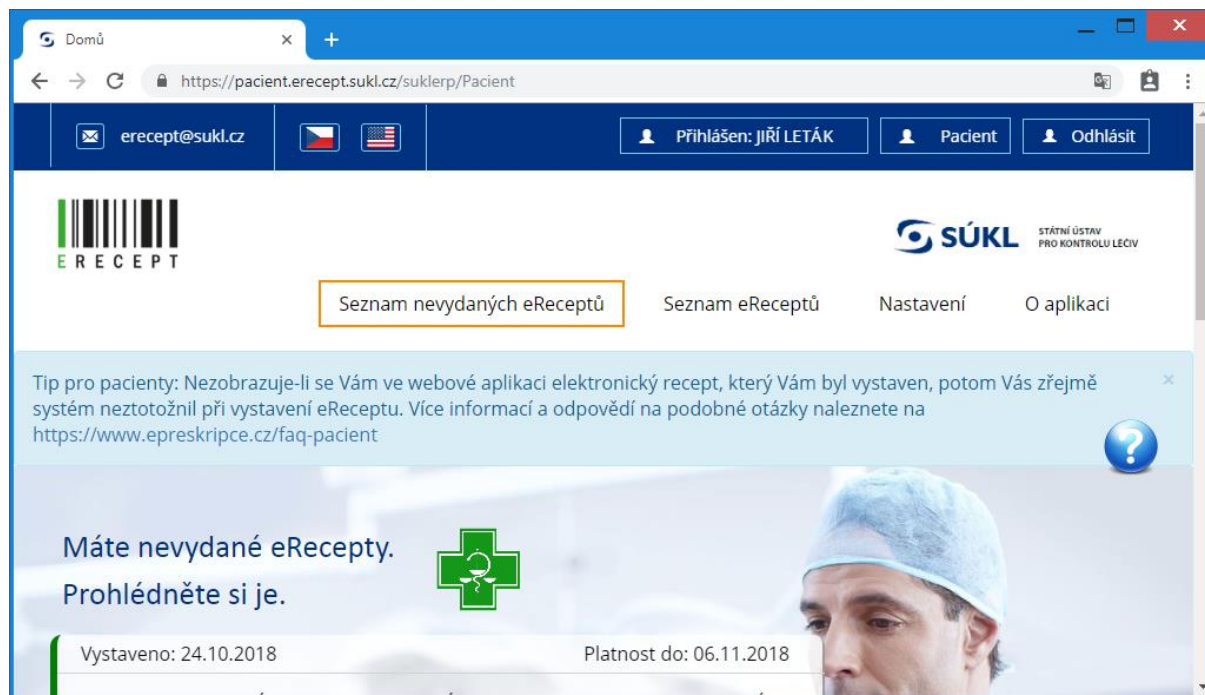 Domů
https://pacient.erecept.sukl.cz/suklerp/Pacient
erecept@sukl.cz
Přihlášen: JIŘÍ LETÁK
Pacient
Odhlásit
ERECEPT
SÚKL
STÁTNÍ ÚSTAV
PRO KONTROLU LÉČIV
Seznam nevydaných eReceptů
Seznam eReceptů
Nastavení
O aplikaci
Tip pro pacienty: Nezobrazuje-li se Vám ve webové aplikaci elektronický recept, který Vám byl vystaven, potom Vás zřejmě
systém neztotožnil při vystavení eReceptu. Více informací a odpovědí na podobné otázky naleznete na
https://www.epreskripce.cz/faq-pacient
Máte nevydané eRecepty.
Prohlédněte si je.
Vystaveno: 24.10.2018
Platnost do: 06.11.2018